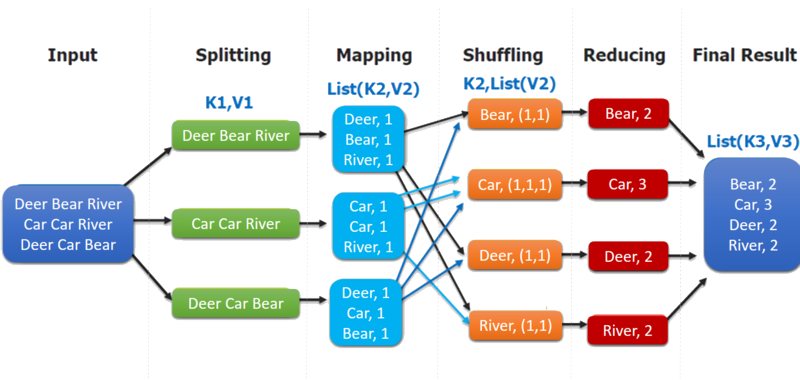 Input
Splitting
Mapping
Shuffling
Reducing
Final Result
K1,V1
List(K2,V2)
K2,List(V2)
List(K3,V3)
Deer Bear River
Car Car River
Deer Car Bear
Deer Bear River
Car Car River
Deer Car Bear
Deer, 1
Bear, 1
River, 1
Car, 1
Car, 1
River, 1
Deer, 1
Car, 1
Bear, 1
Bear, (1,1)
Car, (1,1,1)
Deer, (1,1)
River, (1,1)
Bear, 2
Car, 3
Deer, 2
River, 2
Bear, 2
Car, 3
Deer, 2
River, 2